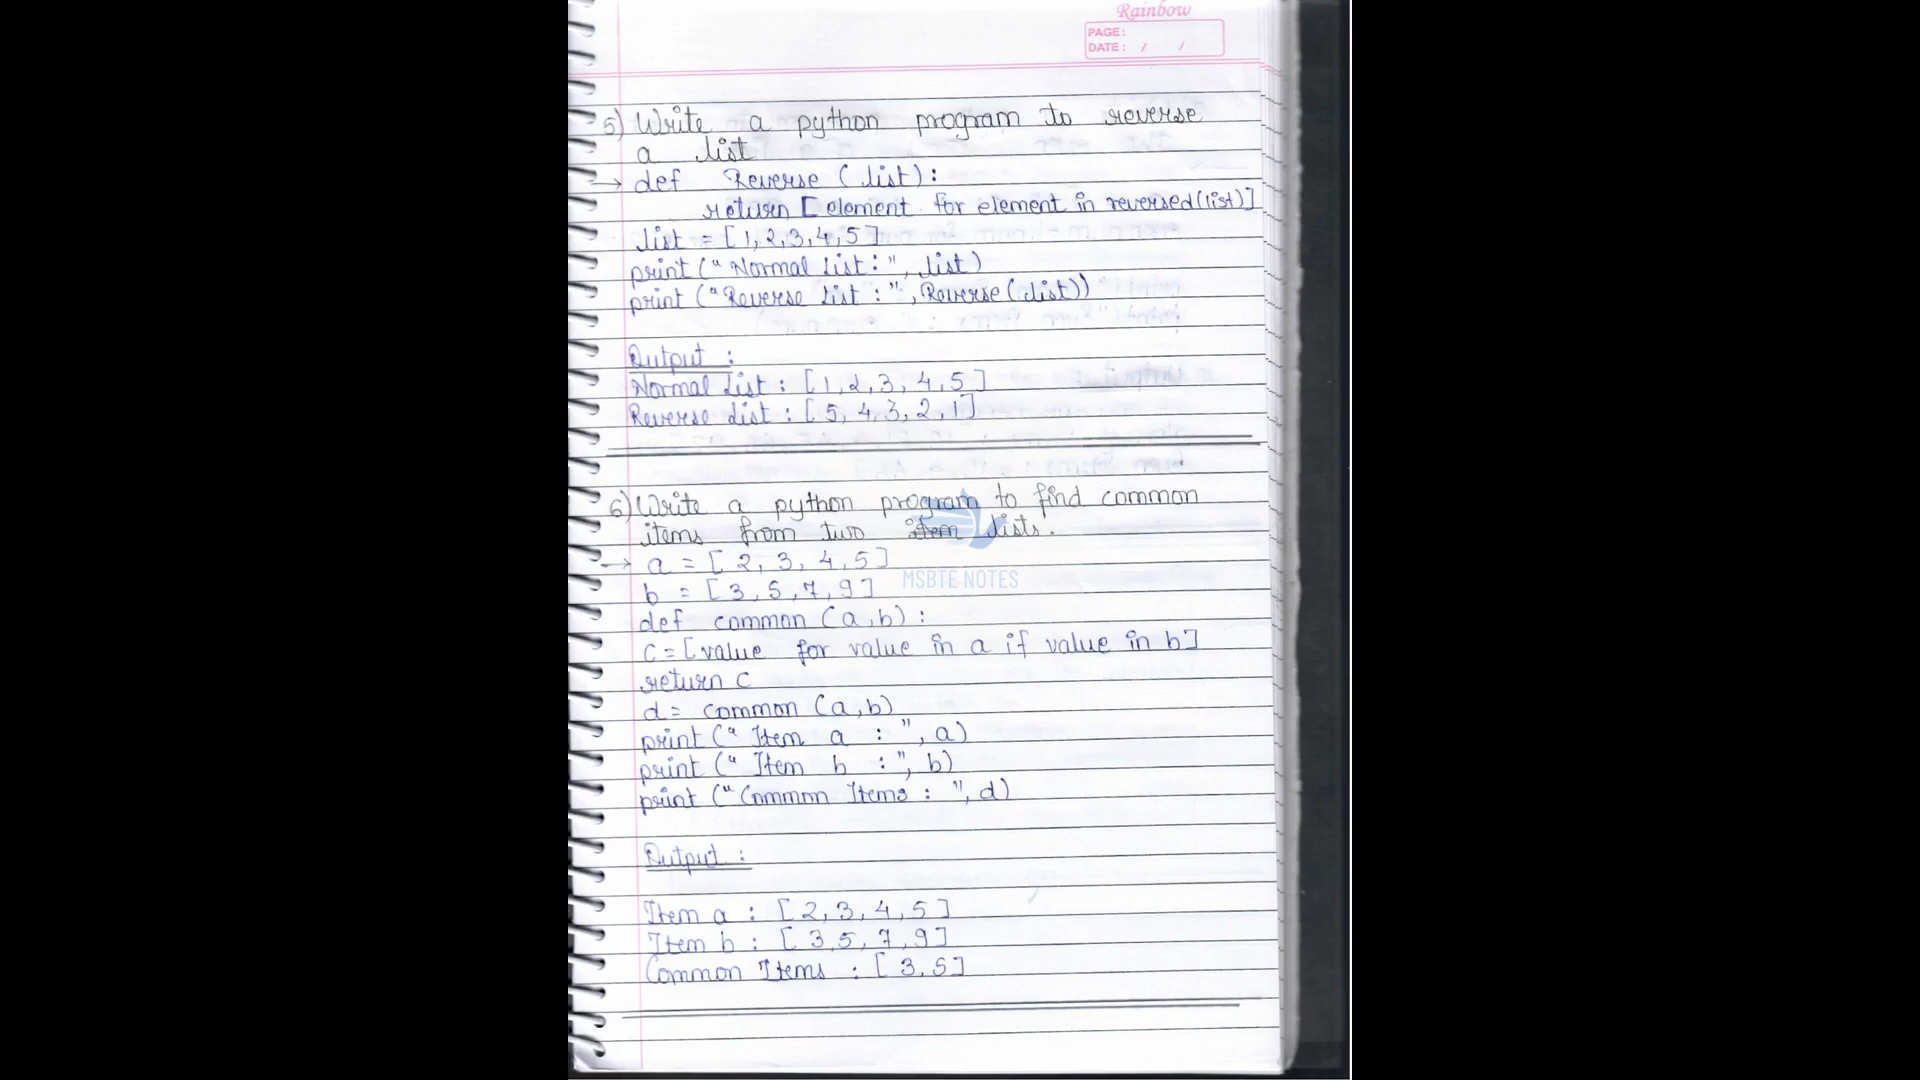 Rainbow
PAGE:
DATE: / /
5) Write a python program to reverse
a list
→ def Reverse (list):
return [element for element in reversed(list)]
list = [1,2,3,4,5]
print ("Normal list:", list)
print ("Reverse list :", Reverse(list))
Output :
Normal list : [1,2,3,4,5]
Reverse list : [5,4,3,2,1]
6) Write a python program to find common
items from two item lists.
→ a = [2, 3, 4,5]
b = [3,5,7,9]
MSBTE NOTES
def common (a,b) :
c=[value for value in a if value in b]
return c
d= common (a,b)
print (" Item a : ", a)
print (" Item b :", b)
print ("Common Items : ", d)
Output :
Item a : [2,3,4,5]
Item b : [3,5,7,9]
Common Items : [3,5]